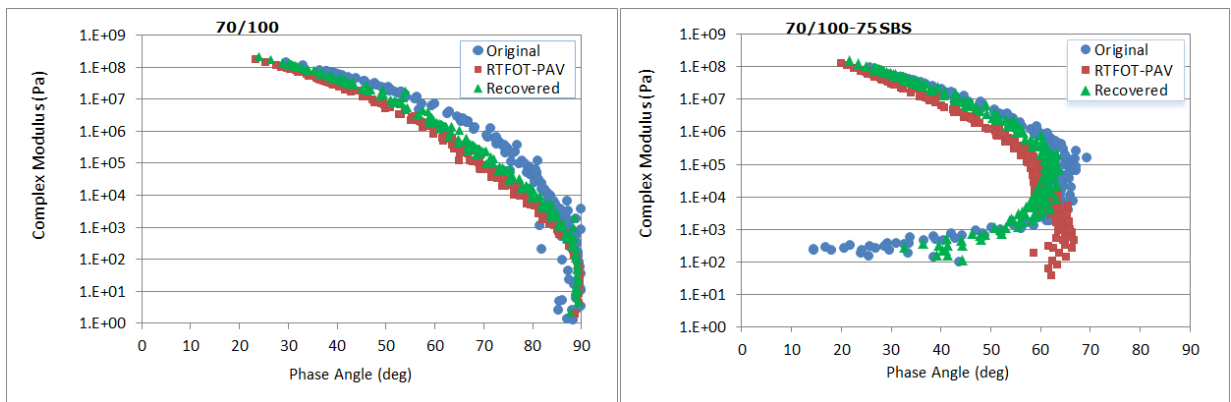 70/100
1.E+09
1.E+08
1.E+07
1.E+06
1.E+05
1.E+04
1.E+03
1.E+02
1.E+01
1.E+00
Complex Modulus (Pa)
Original
RTFOT-PAV
Recovered
0 10 20 30 40 50 60 70 80 90
Phase Angle (deg)
70/100-75SBS
1.E+09
1.E+08
1.E+07
1.E+06
1.E+05
1.E+04
1.E+03
1.E+02
1.E+01
1.E+00
Complex Modulus (Pa)
Original
RTFOT-PAV
Recovered
0 10 20 30 40 50 60 70 80 90
Phase Angle (deg)